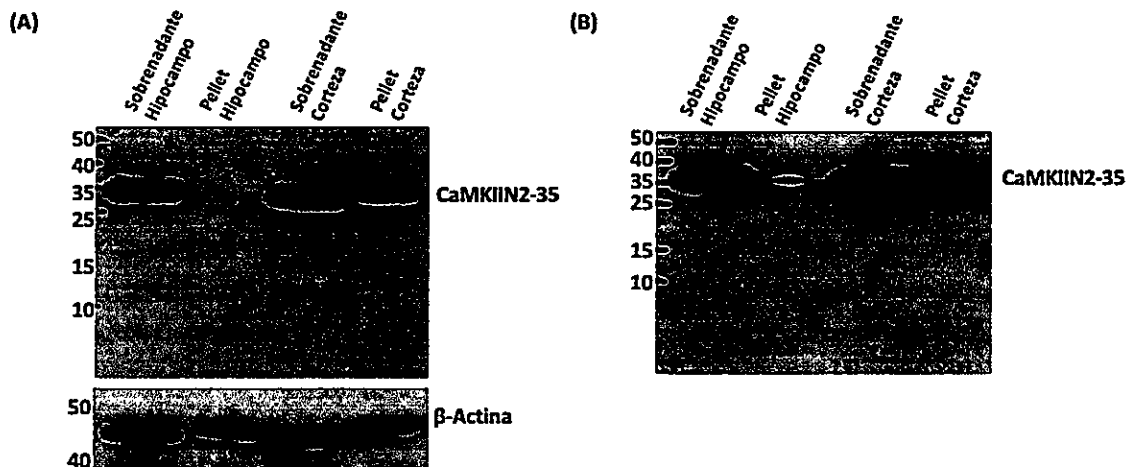 (A)
Sobrenadante
Hipocampo
Pellet
Hipocampo
Sobrenadante
Corteza
Pellet
Corteza
50
40
35
25
15
10
CaMKIIN2-35
50
40
β-Actina
(B)
Sobrenadante
Hipocampo
Pellet
Hipocampo
Sobrenadante
Corteza
Pellet
Corteza
50
40
35
25
15
10
CaMKIIN2-35